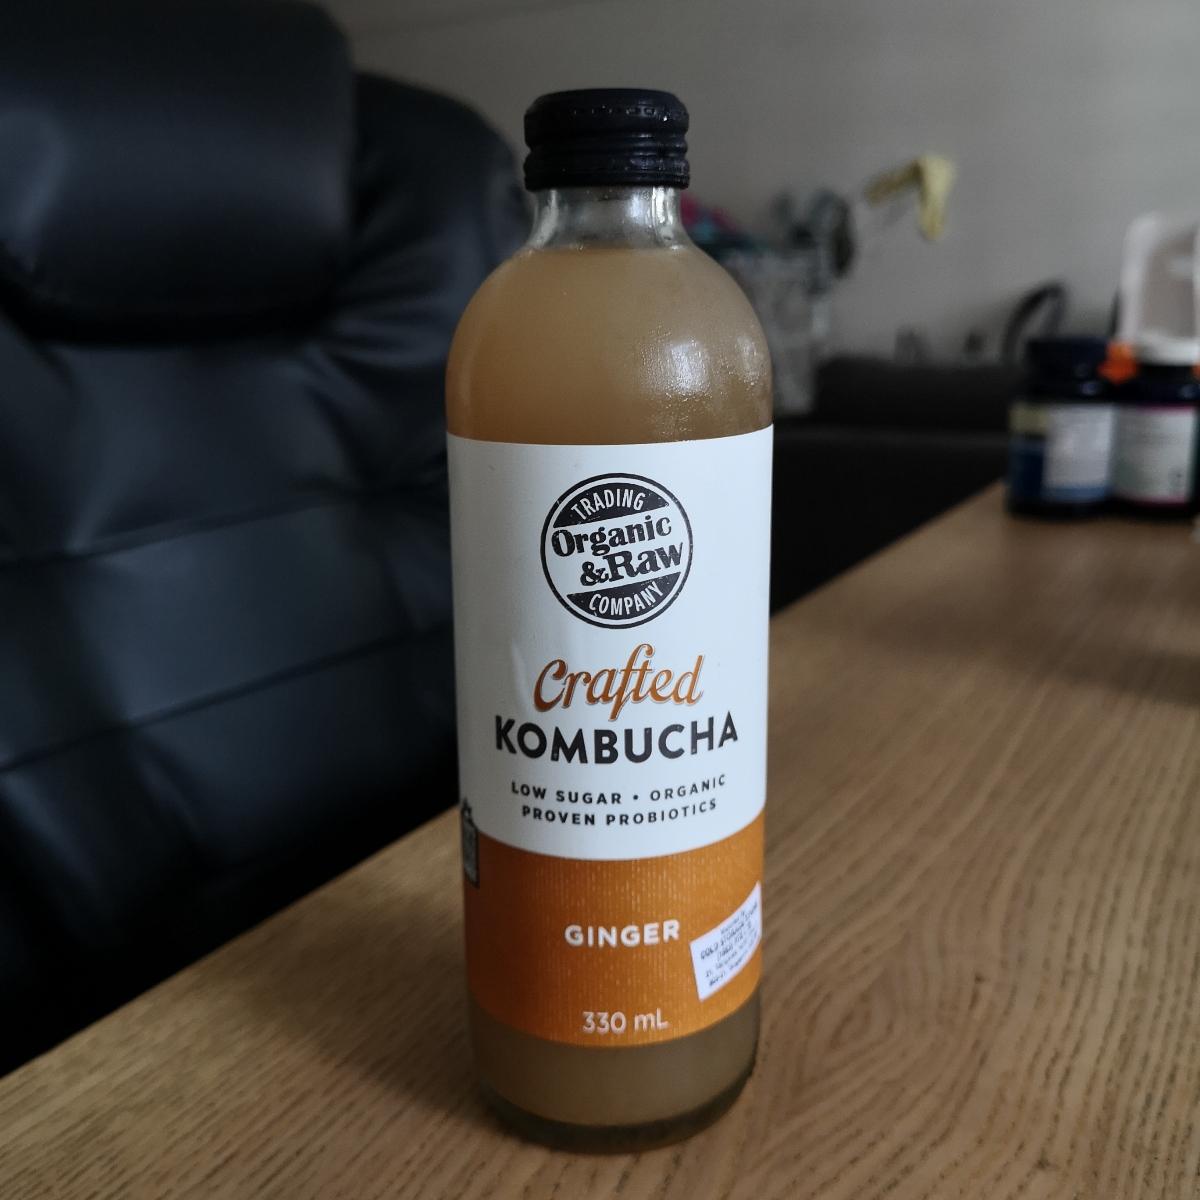 TRADING
Organic
&Raw
COMPANY
Crafted
KOMBUCHA
LOW SUGAR • ORGANIC
PROVEN PROBIOTICS
GINGER
330 mL